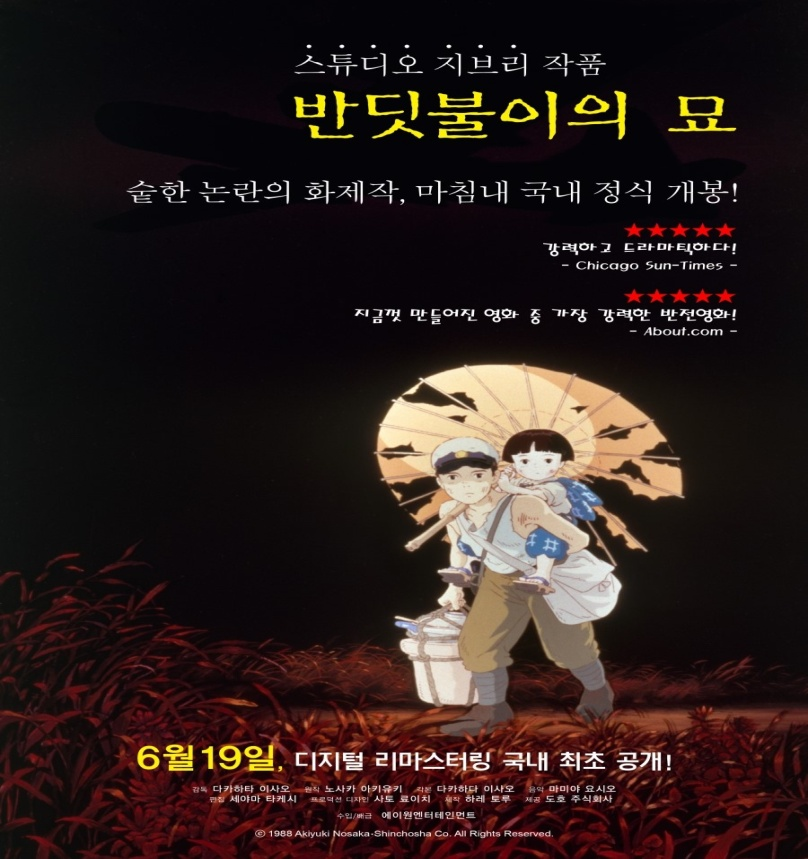 스튜디오 지브리 작품
반딧불이의 묘
숱한 논란의 화제작, 마침내 국내 정식 개봉!
★★★★★
강력하고 드라마틱하다!
- Chicago Sun-Times -
★★★★★
지금껏 만들어진 영화 중 가장 강력한 반전영화!
- About.com -
6월19일, 디지털 리마스터링 국내 최초 공개!
감독 다카하타 이사오 원작 노사카 아키유키 각본 다카하다 이사오 음악 마미야 요시오
편집 세야마 타케시 프로덕션 디자인 사토 료이치 제작 하레 토루 제공 도호 주식회사
수입/배급 에이원엔터테인먼트
ⓒ 1988 Akiyuki Nosaka-Shinchosha Co. All Rights Reserved.